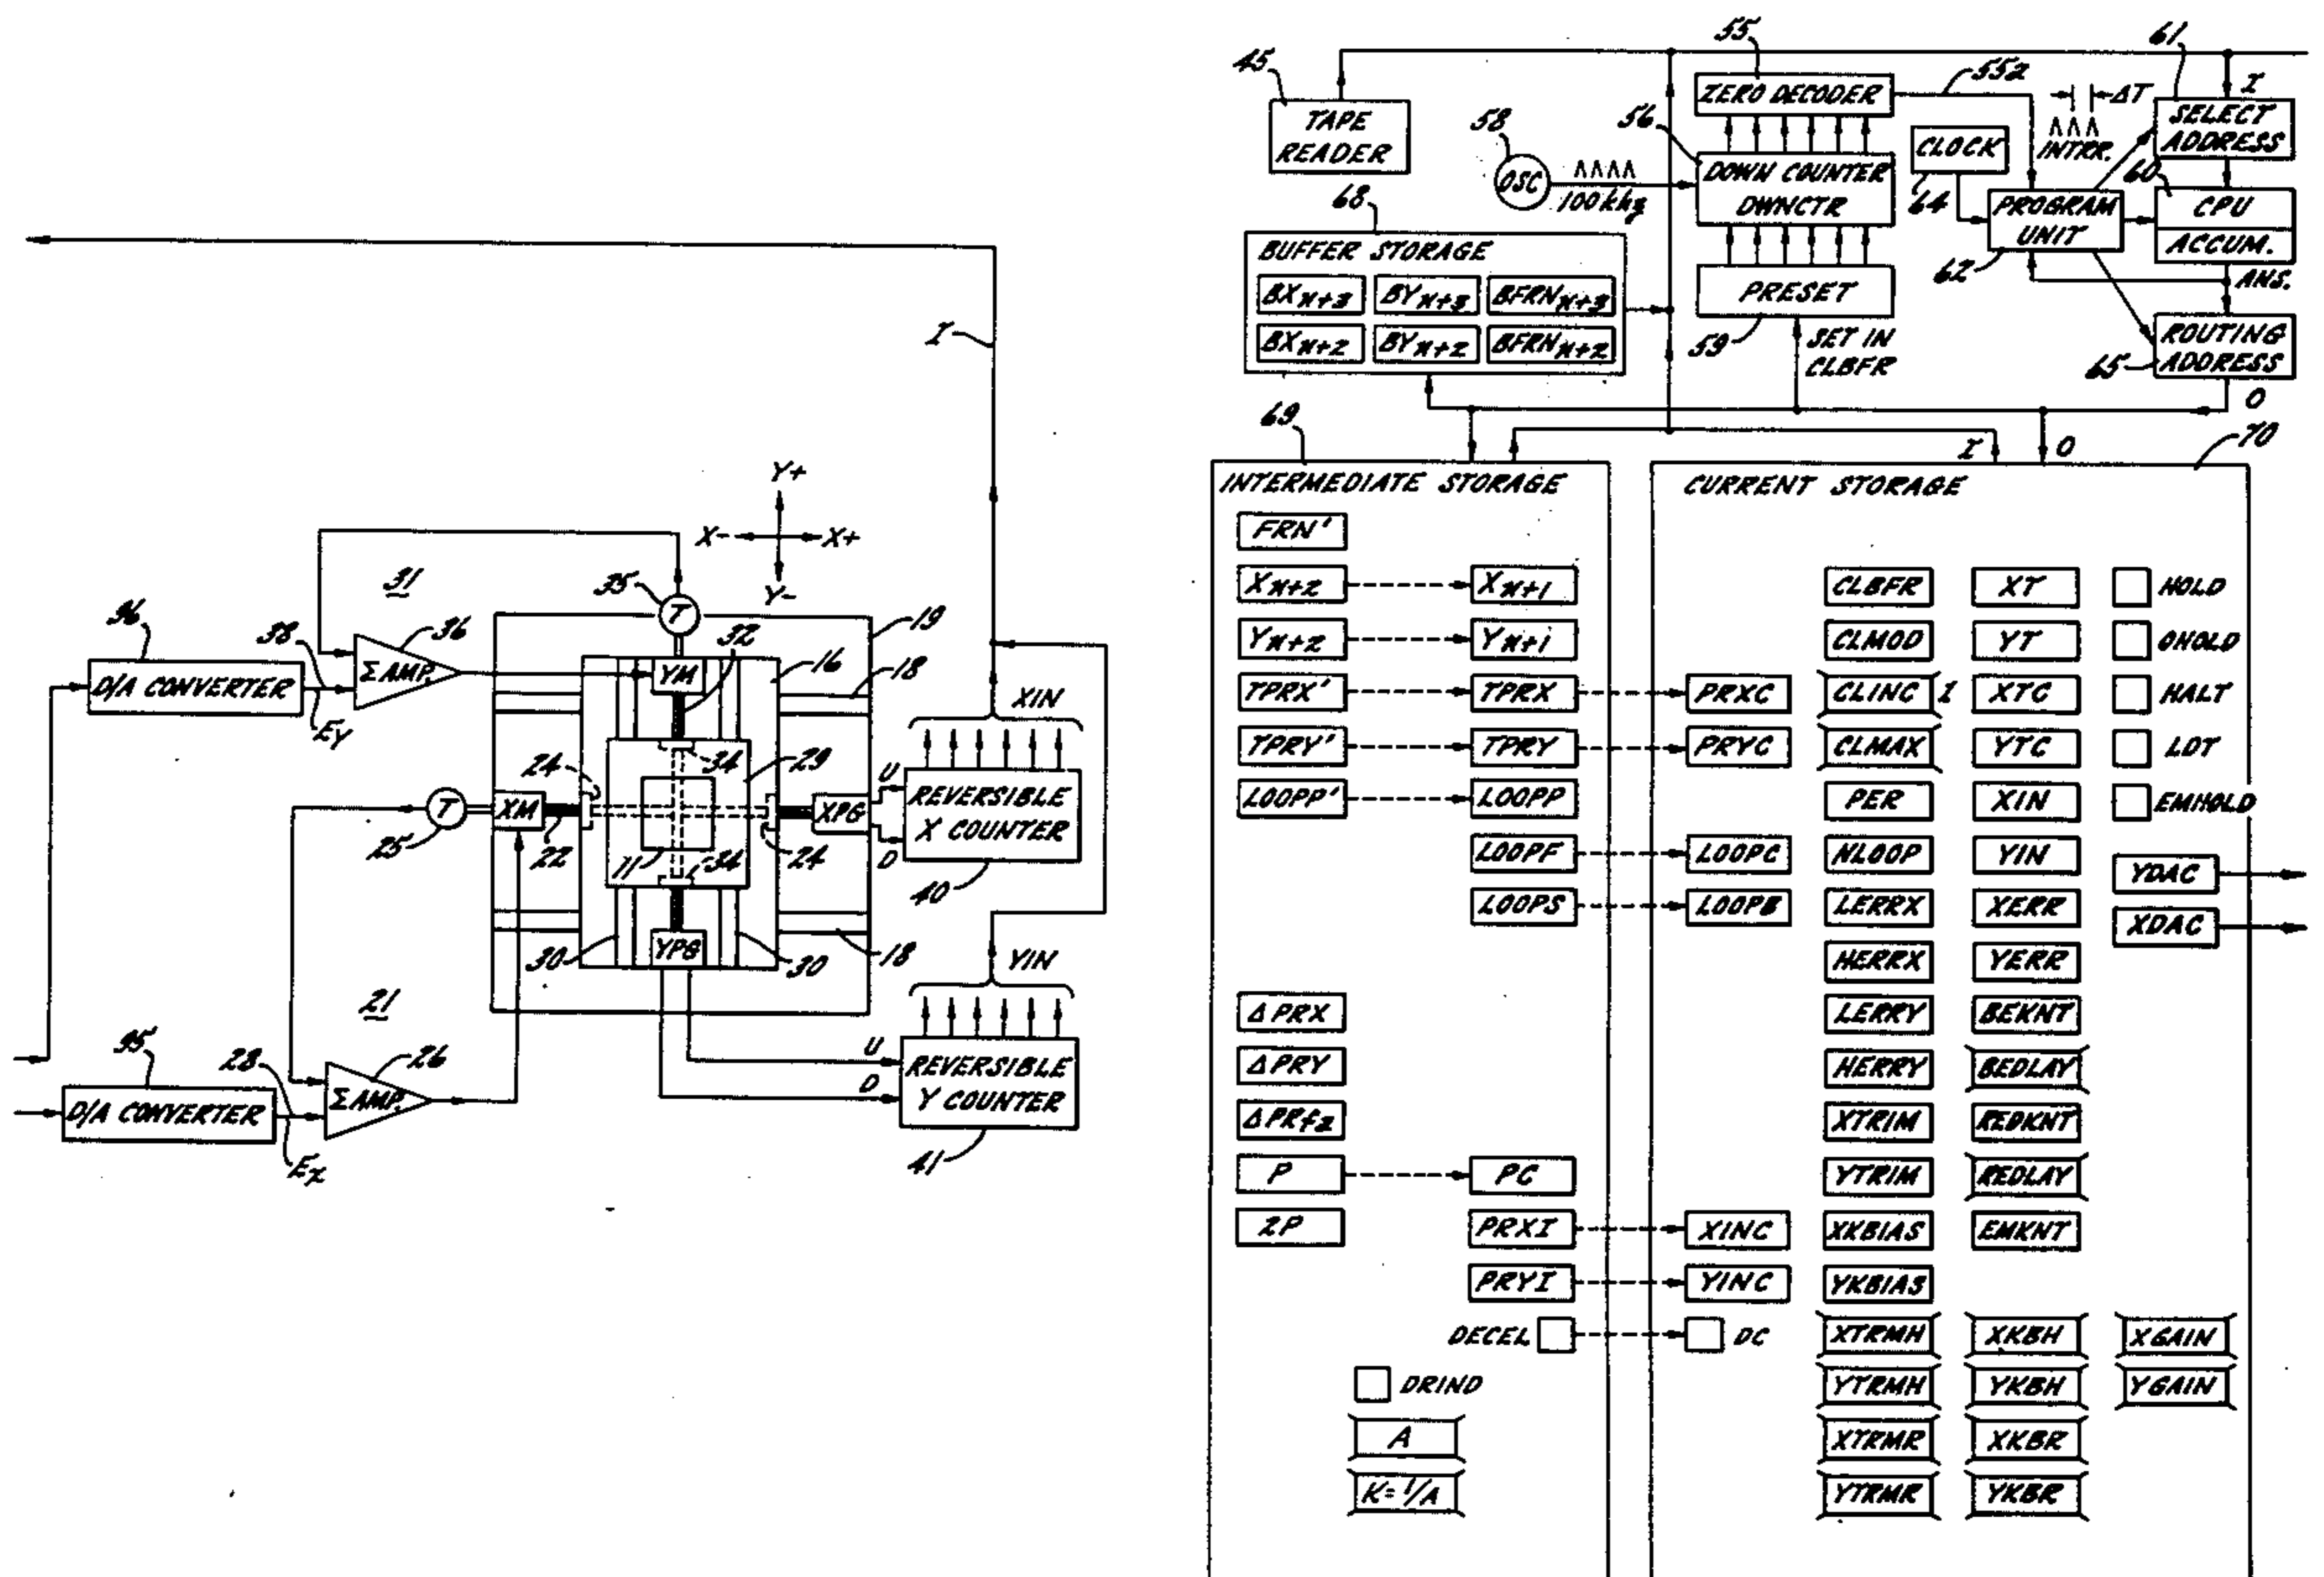 I
Y+
X- X+
Y-
31
35
T
19
32
16
18
96
38
36
D/A CONVERTER
Σ AMP.
EY
YM
XIN
34
29
24
U
T
XM
XPG
REVERSIBLE
X COUNTER
25
22
11
34
24
D
40
18
30
YPG
30
YIN
21
95
28
26
U
D
D/A CONVERTER
Σ AMP.
EX
REVERSIBLE
Y COUNTER
41
45
TAPE
READER
55
552
61
I
ZERO DECODER
ΔT
INTRR.
SELECT
ADDRESS
58
OSC
100 khz
56
DOWN COUNTER
DWNCTR
CLOCK
64
60
CPU
ACCUM.
ANS.
PROGRAM
UNIT
62
68
BUFFER STORAGE
BXn+3 BYn+3 BFRNn+3
BXn+2 BYn+2 BFRNn+2
PRESET
59
SET IN
CLBFR
ROUTING
ADDRESS
65
O
69
I
O
70
INTERMEDIATE STORAGE
FRN'
Xn+2 Xn+1
Yn+2 Yn+1
TPRX' TPRX
TPRY' TPRY
LOOPP' LOOPP
LOOPF
LOOPS
ΔPRX
ΔPRY
ΔPRfz
P PC
2P PRXI
PRYI
DECEL
DRIND
A
K=1/A
CURRENT STORAGE
CLBFR XT HOLD
CLMOD YT GNOLD
PRXC CLINC I XTC HALT
PRYC CLMAX YTC LDT
PER XIN EMHOLD
LOOPC NLOOP YIN YDAC
LOOPB LERRX XERR XDAC
HERRX YERR
LERRY BEKNT
HERRY BEDLAY
XTRIM REDKNT
YTRIM REDLAY
XINC XKBIAS EMKNT
YINC YKBIAS
DC XTRMH XKBH XGAIN
YTRMH YKBH YGAIN
XTRMR XKBR
YTRMR YKBR